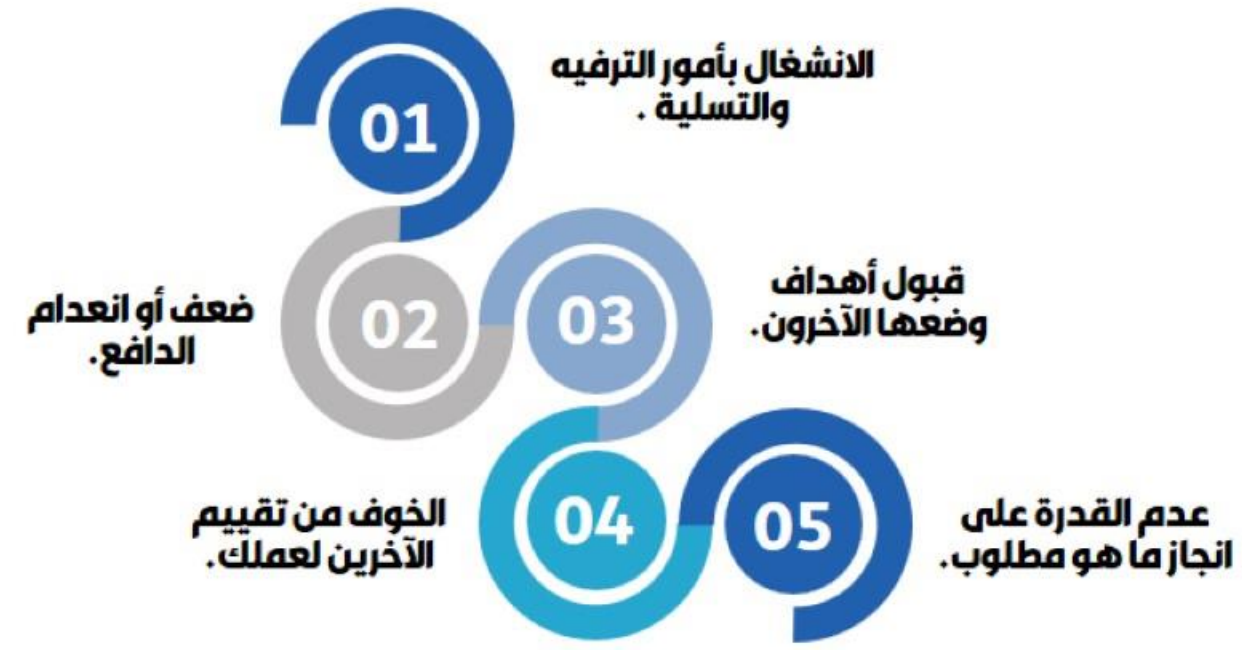 01
الانشغال بأمور الترفيه
والتسلية .
02
ضعف أو انعدام
الدافع.
03
قبول أهداف
وضعها الآخرون.
04
الخوف من تقييم
الآخرين لعملك.
05
عدم القدرة على
انجاز ما هو مطلوب.